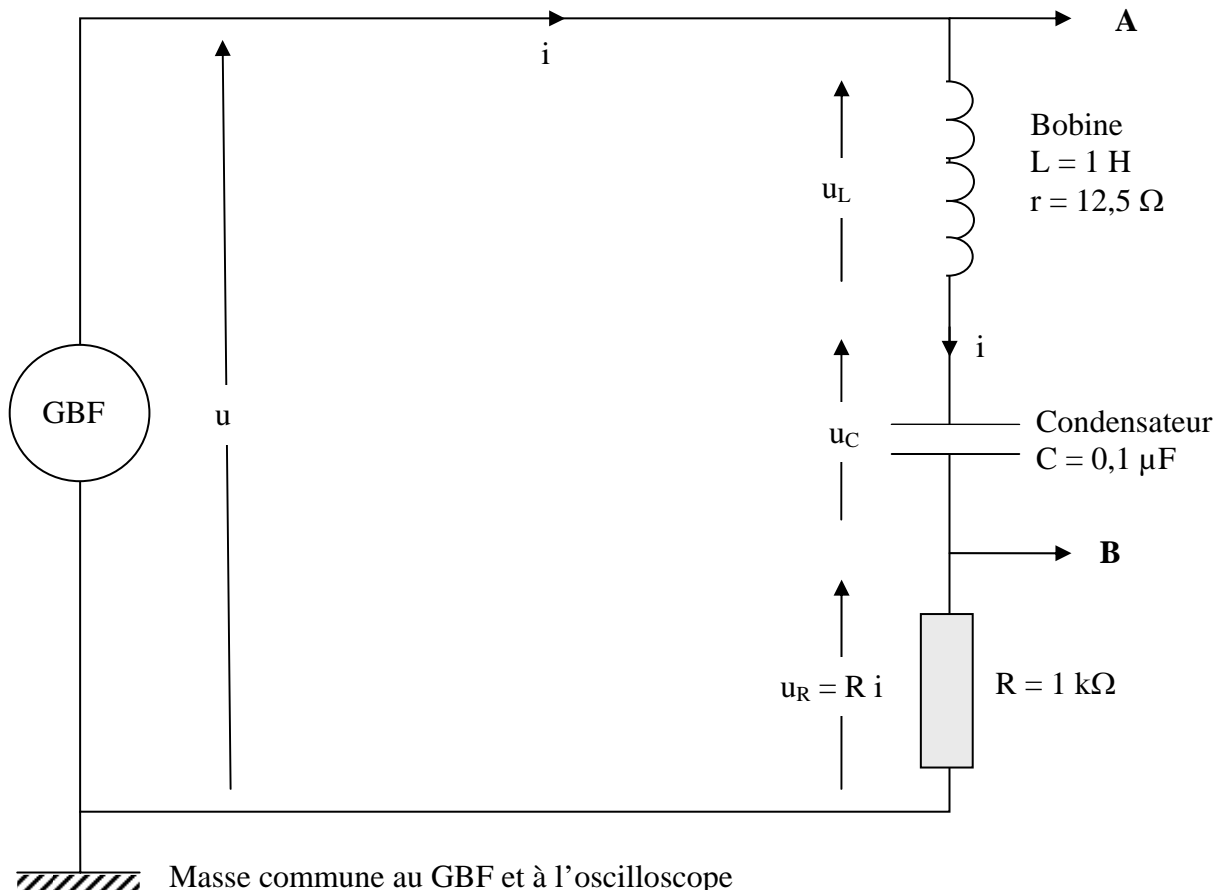 A
i
Bobine
L = 1 H
r = 12,5 Ω
u_L
i
GBF
u
u_C
Condensateur
C = 0,1 µF
B
u_R = R i
R = 1 kΩ
Masse commune au GBF et à l'oscilloscope